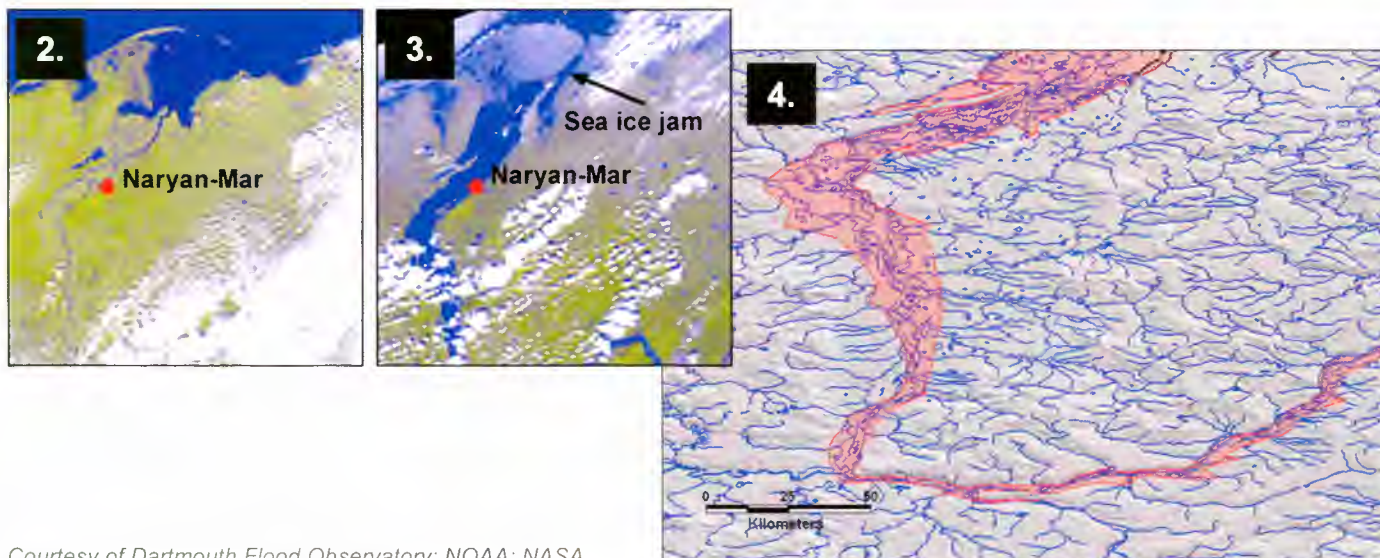 2.
Naryan-Mar
3.
Sea ice jam
Naryan-Mar
4.
0 25 50
Kilometers
Courtesy of Dartmouth Flood Observatory; NOAA; NASA